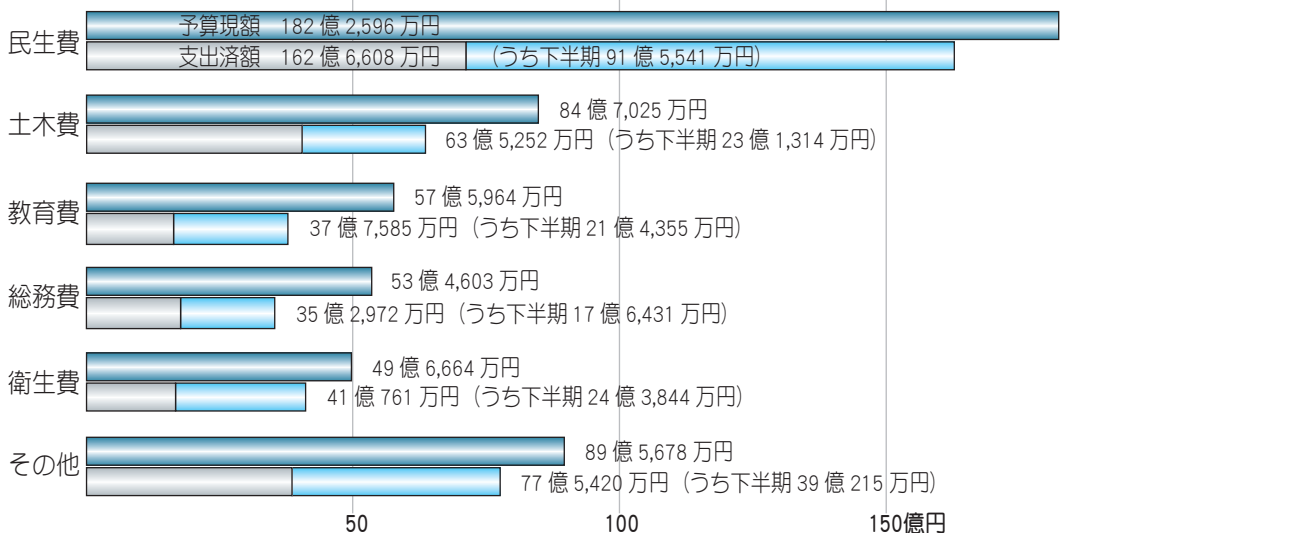 民生費
予算現額 182 億 2,596 万円
支出済額 162 億 6,608 万円 (うち下半期 91 億 5,541 万円)
土木費
84 億 7,025 万円
63 億 5,252 万円 (うち下半期 23 億 1,314 万円)
教育費
57 億 5,964 万円
37 億 7,585 万円 (うち下半期 21 億 4,355 万円)
総務費
53 億 4,603 万円
35 億 2,972 万円 (うち下半期 17 億 6,431 万円)
衛生費
49 億 6,664 万円
41 億 761 万円 (うち下半期 24 億 3,844 万円)
その他
89 億 5,678 万円
77 億 5,420 万円 (うち下半期 39 億 215 万円)
50 100 150億円